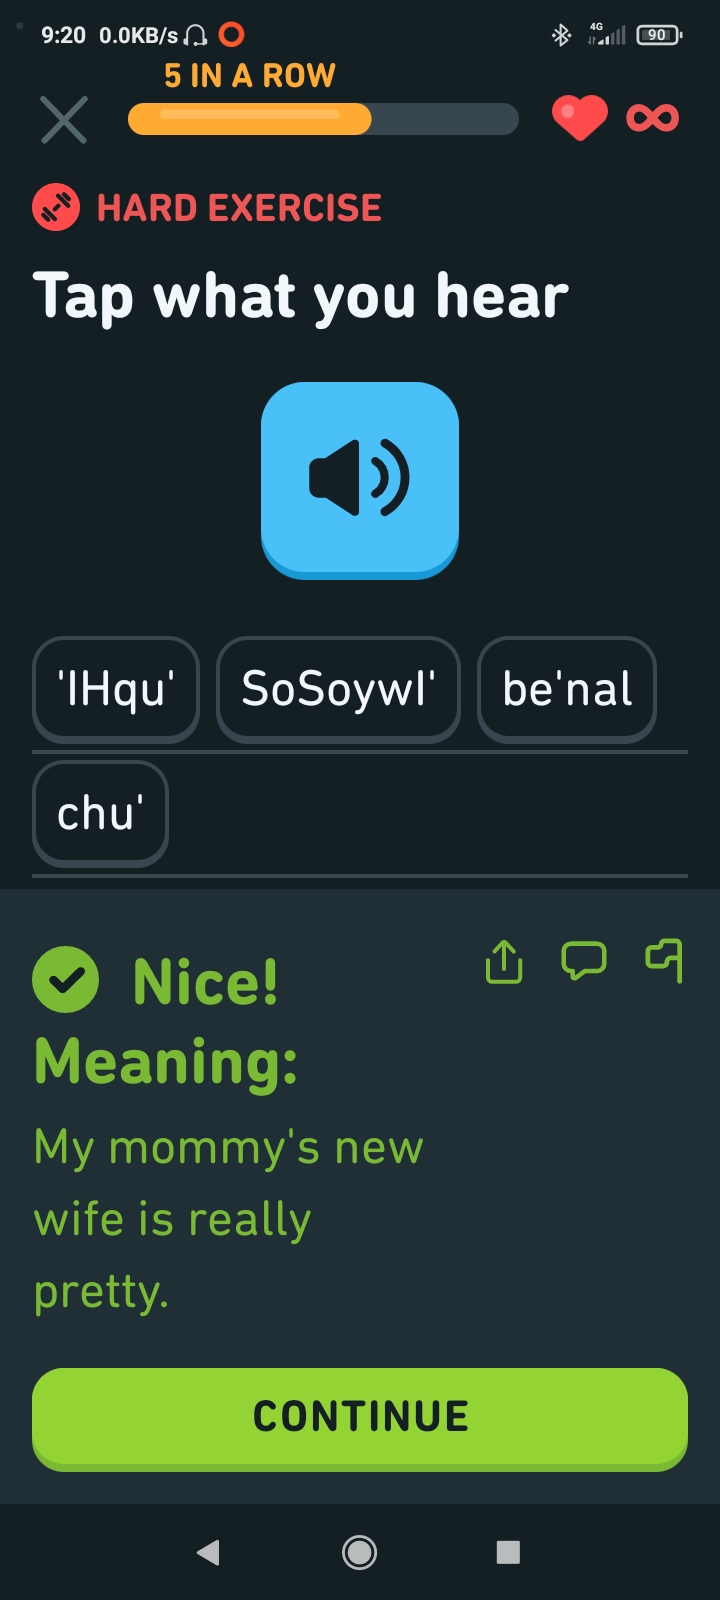 9:20 0.0KB/s 4G 90
5 IN A ROW
HARD EXERCISE
Tap what you hear
'IHqu' SoSoywI' be'nal
chu'
Nice!
Meaning:
My mommy's new
wife is really
pretty.
CONTINUE